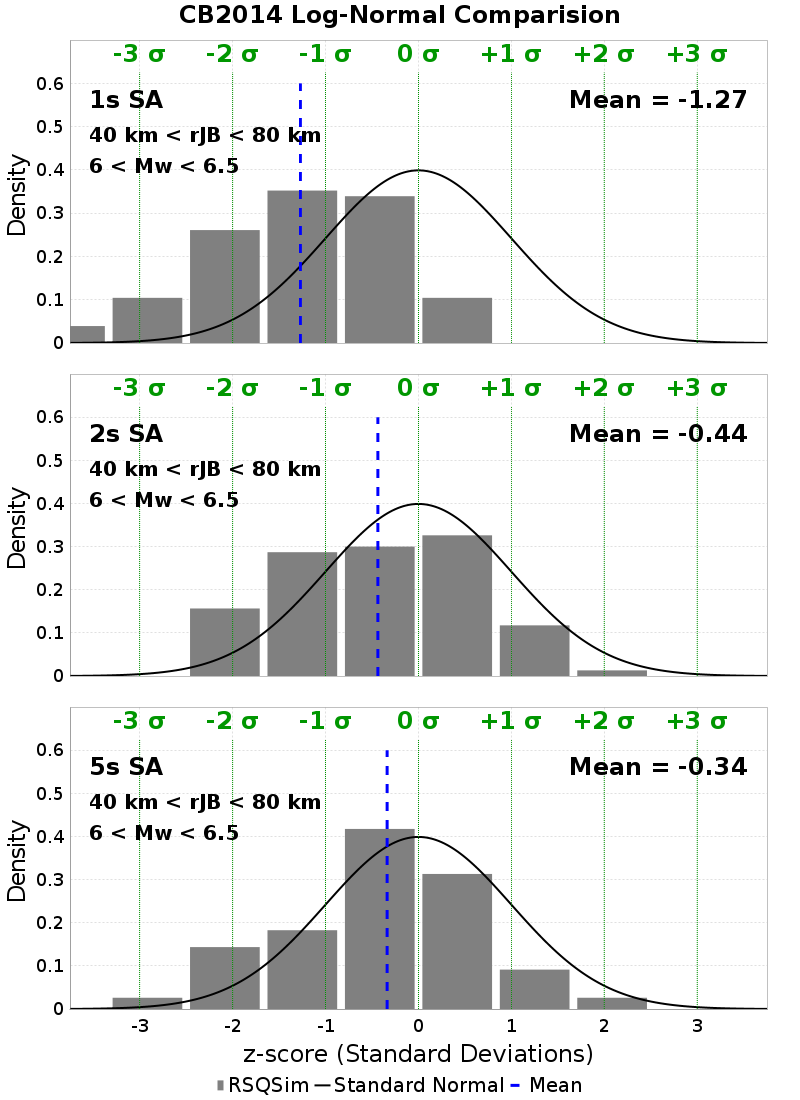 CB2014 Log-Normal Comparision
-3 σ -2 σ -1 σ 0 σ +1 σ +2 σ +3 σ
0.6
1s SA Mean = -1.27
0.5
40 km < rJB < 80 km
6 < Mw < 6.5
0.4
0.3
0.2
0.1
0
Density
-3 σ -2 σ -1 σ 0 σ +1 σ +2 σ +3 σ
0.6
2s SA Mean = -0.44
0.5
40 km < rJB < 80 km
6 < Mw < 6.5
0.4
0.3
0.2
0.1
0
Density
-3 σ -2 σ -1 σ 0 σ +1 σ +2 σ +3 σ
0.6
5s SA Mean = -0.34
0.5
40 km < rJB < 80 km
6 < Mw < 6.5
0.4
0.3
0.2
0.1
0
Density
-3 -2 -1 0 1 2 3
z-score (Standard Deviations)
RSQSim Standard Normal Mean